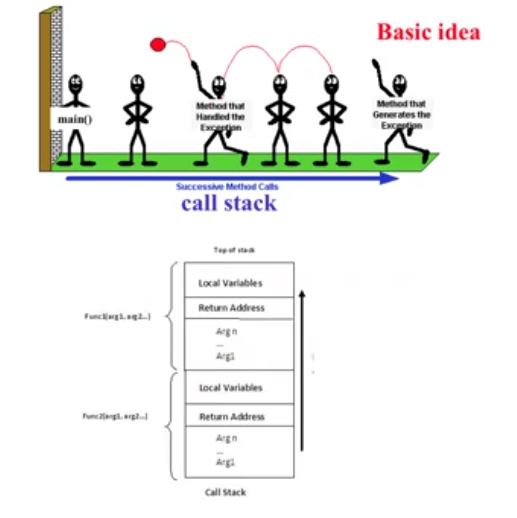 Basic idea
main()
Method that
Handled the
Exception
Method that
Generates the
Exception
Successive Method Calls
call stack
Top of stack
Local Variables
Func1(arg1, arg2...)
Return Address
Arg n
...
Arg1
Local Variables
Func2(arg1, arg2...)
Return Address
Arg n
...
Arg1
Call Stack